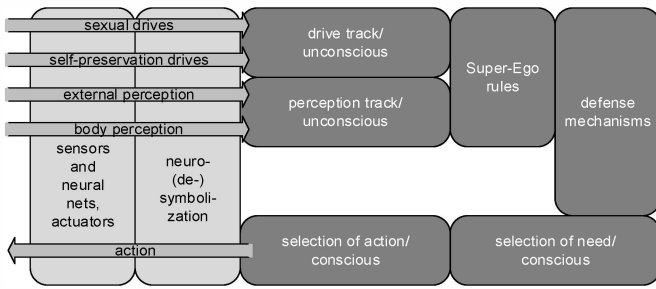 sexual drives
self-preservation drives
external perception
body perception
sensors
and
neural
nets,
actuators
neuro-
(de-)
symboli-
zation
action
drive track/
unconscious
perception track/
unconscious
Super-Ego
rules
defense
mechanisms
selection of action/
conscious
selection of need/
conscious